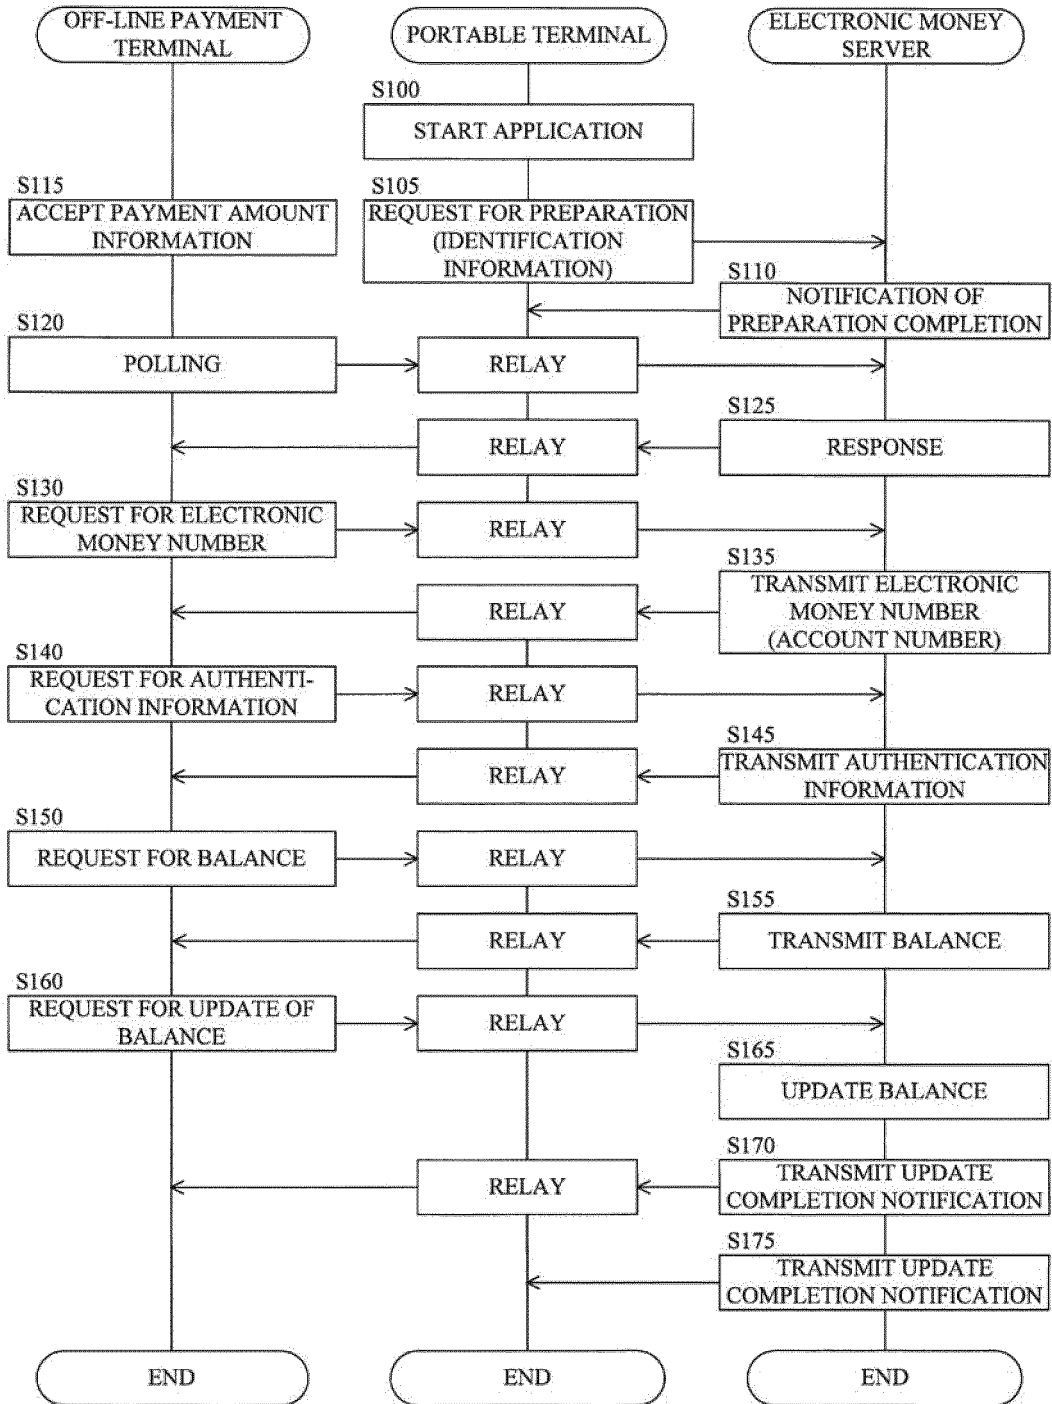 OFF-LINE PAYMENT
TERMINAL
PORTABLE TERMINAL
ELECTRONIC MONEY
SERVER
S100
START APPLICATION
S115
ACCEPT PAYMENT AMOUNT
INFORMATION
S105
REQUEST FOR PREPARATION
(IDENTIFICATION
INFORMATION)
S110
NOTIFICATION OF
PREPARATION COMPLETION
S120
POLLING
RELAY
S125
RELAY
RESPONSE
S130
REQUEST FOR ELECTRONIC
MONEY NUMBER
RELAY
S135
RELAY
TRANSMIT ELECTRONIC
MONEY NUMBER
(ACCOUNT NUMBER)
S140
REQUEST FOR AUTHENTI-
CATION INFORMATION
RELAY
S145
RELAY
TRANSMIT AUTHENTICATION
INFORMATION
S150
REQUEST FOR BALANCE
RELAY
S155
RELAY
TRANSMIT BALANCE
S160
REQUEST FOR UPDATE OF
BALANCE
RELAY
S165
UPDATE BALANCE
S170
RELAY
TRANSMIT UPDATE
COMPLETION NOTIFICATION
S175
TRANSMIT UPDATE
COMPLETION NOTIFICATION
END
END
END